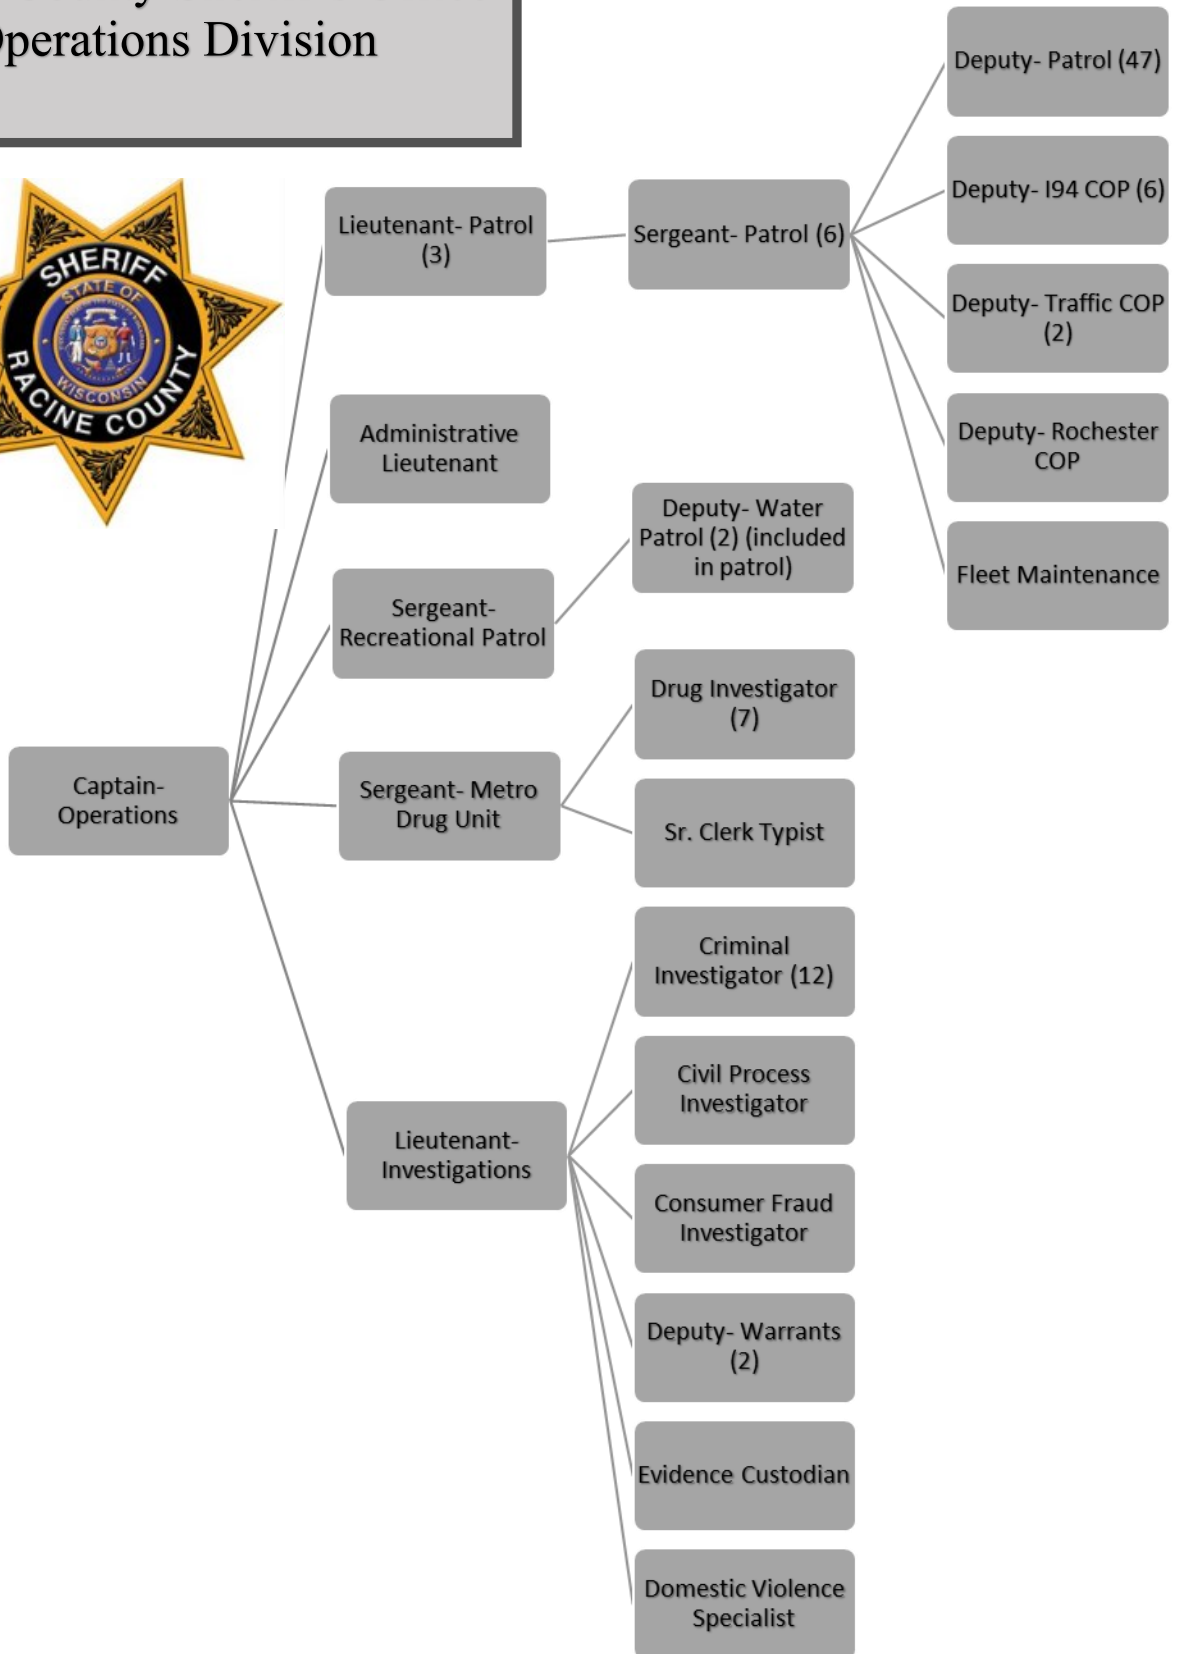 Operations Division
SHERIFF
STATE OF
WISCONSIN
RACINE COUNTY
Captain-
Operations
Lieutenant- Patrol
(3)
Administrative
Lieutenant
Sergeant-
Recreational Patrol
Sergeant- Metro
Drug Unit
Lieutenant-
Investigations
Sergeant- Patrol (6)
Deputy- Water
Patrol (2) (included
in patrol)
Drug Investigator
(7)
Sr. Clerk Typist
Criminal
Investigator (12)
Civil Process
Investigator
Consumer Fraud
Investigator
Deputy- Warrants
(2)
Evidence Custodian
Domestic Violence
Specialist
Deputy- Patrol (47)
Deputy- I94 COP (6)
Deputy- Traffic COP
(2)
Deputy- Rochester
COP
Fleet Maintenance